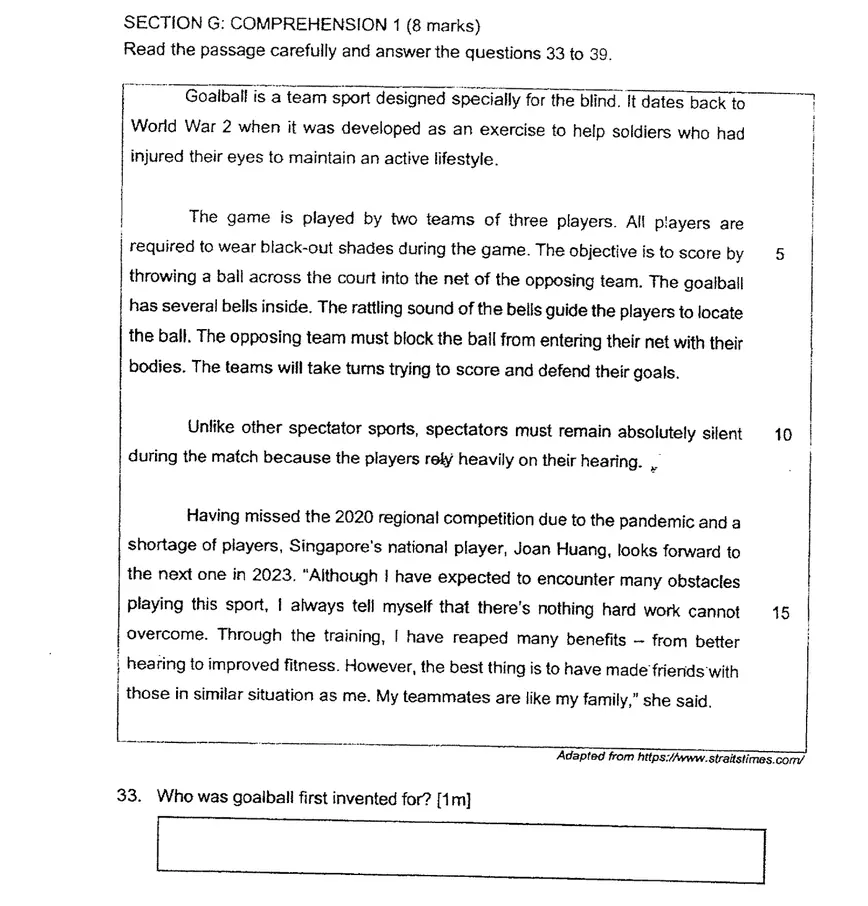 SECTION G: COMPREHENSION 1 (8 marks)
Read the passage carefully and answer the questions 33 to 39.
Goalball is a team sport designed specially for the blind. It dates back to
World War 2 when it was developed as an exercise to help soldiers who had
injured their eyes to maintain an active lifestyle.
The game is played by two teams of three players. All players are
required to wear black-out shades during the game. The objective is to score by 5
throwing a ball across the court into the net of the opposing team. The goalball
has several bells inside. The rattling sound of the bells guide the players to locate
the ball. The opposing team must block the ball from entering their net with their
bodies. The teams will take turns trying to score and defend their goals.
Unlike other spectator sports, spectators must remain absolutely silent 10
during the match because the players rely heavily on their hearing.
Having missed the 2020 regional competition due to the pandemic and a
shortage of players, Singapore's national player, Joan Huang, looks forward to
the next one in 2023. "Although I have expected to encounter many obstacles
playing this sport, I always tell myself that there's nothing hard work cannot 15
overcome. Through the training, I have reaped many benefits – from better
hearing to improved fitness. However, the best thing is to have made friends with
those in similar situation as me. My teammates are like my family," she said.
Adapted from https://www.straitstimes.com/
33. Who was goalball first invented for? [1m]